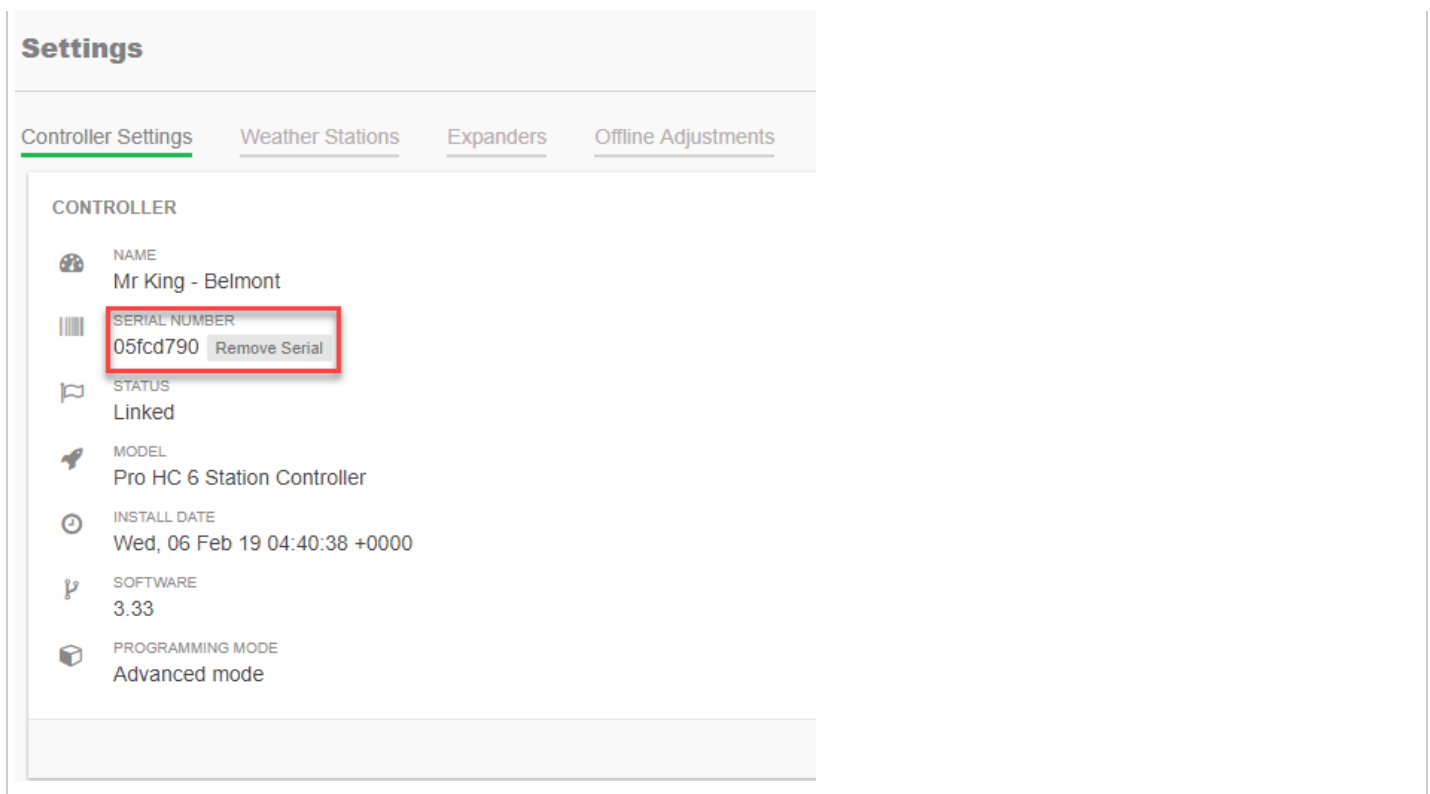 Settings
Controller Settings Weather Stations Expanders Offline Adjustments
CONTROLLER
NAME
Mr King - Belmont
SERIAL NUMBER
05fcd790 Remove Serial
STATUS
Linked
MODEL
Pro HC 6 Station Controller
INSTALL DATE
Wed, 06 Feb 19 04:40:38 +0000
SOFTWARE
3.33
PROGRAMMING MODE
Advanced mode